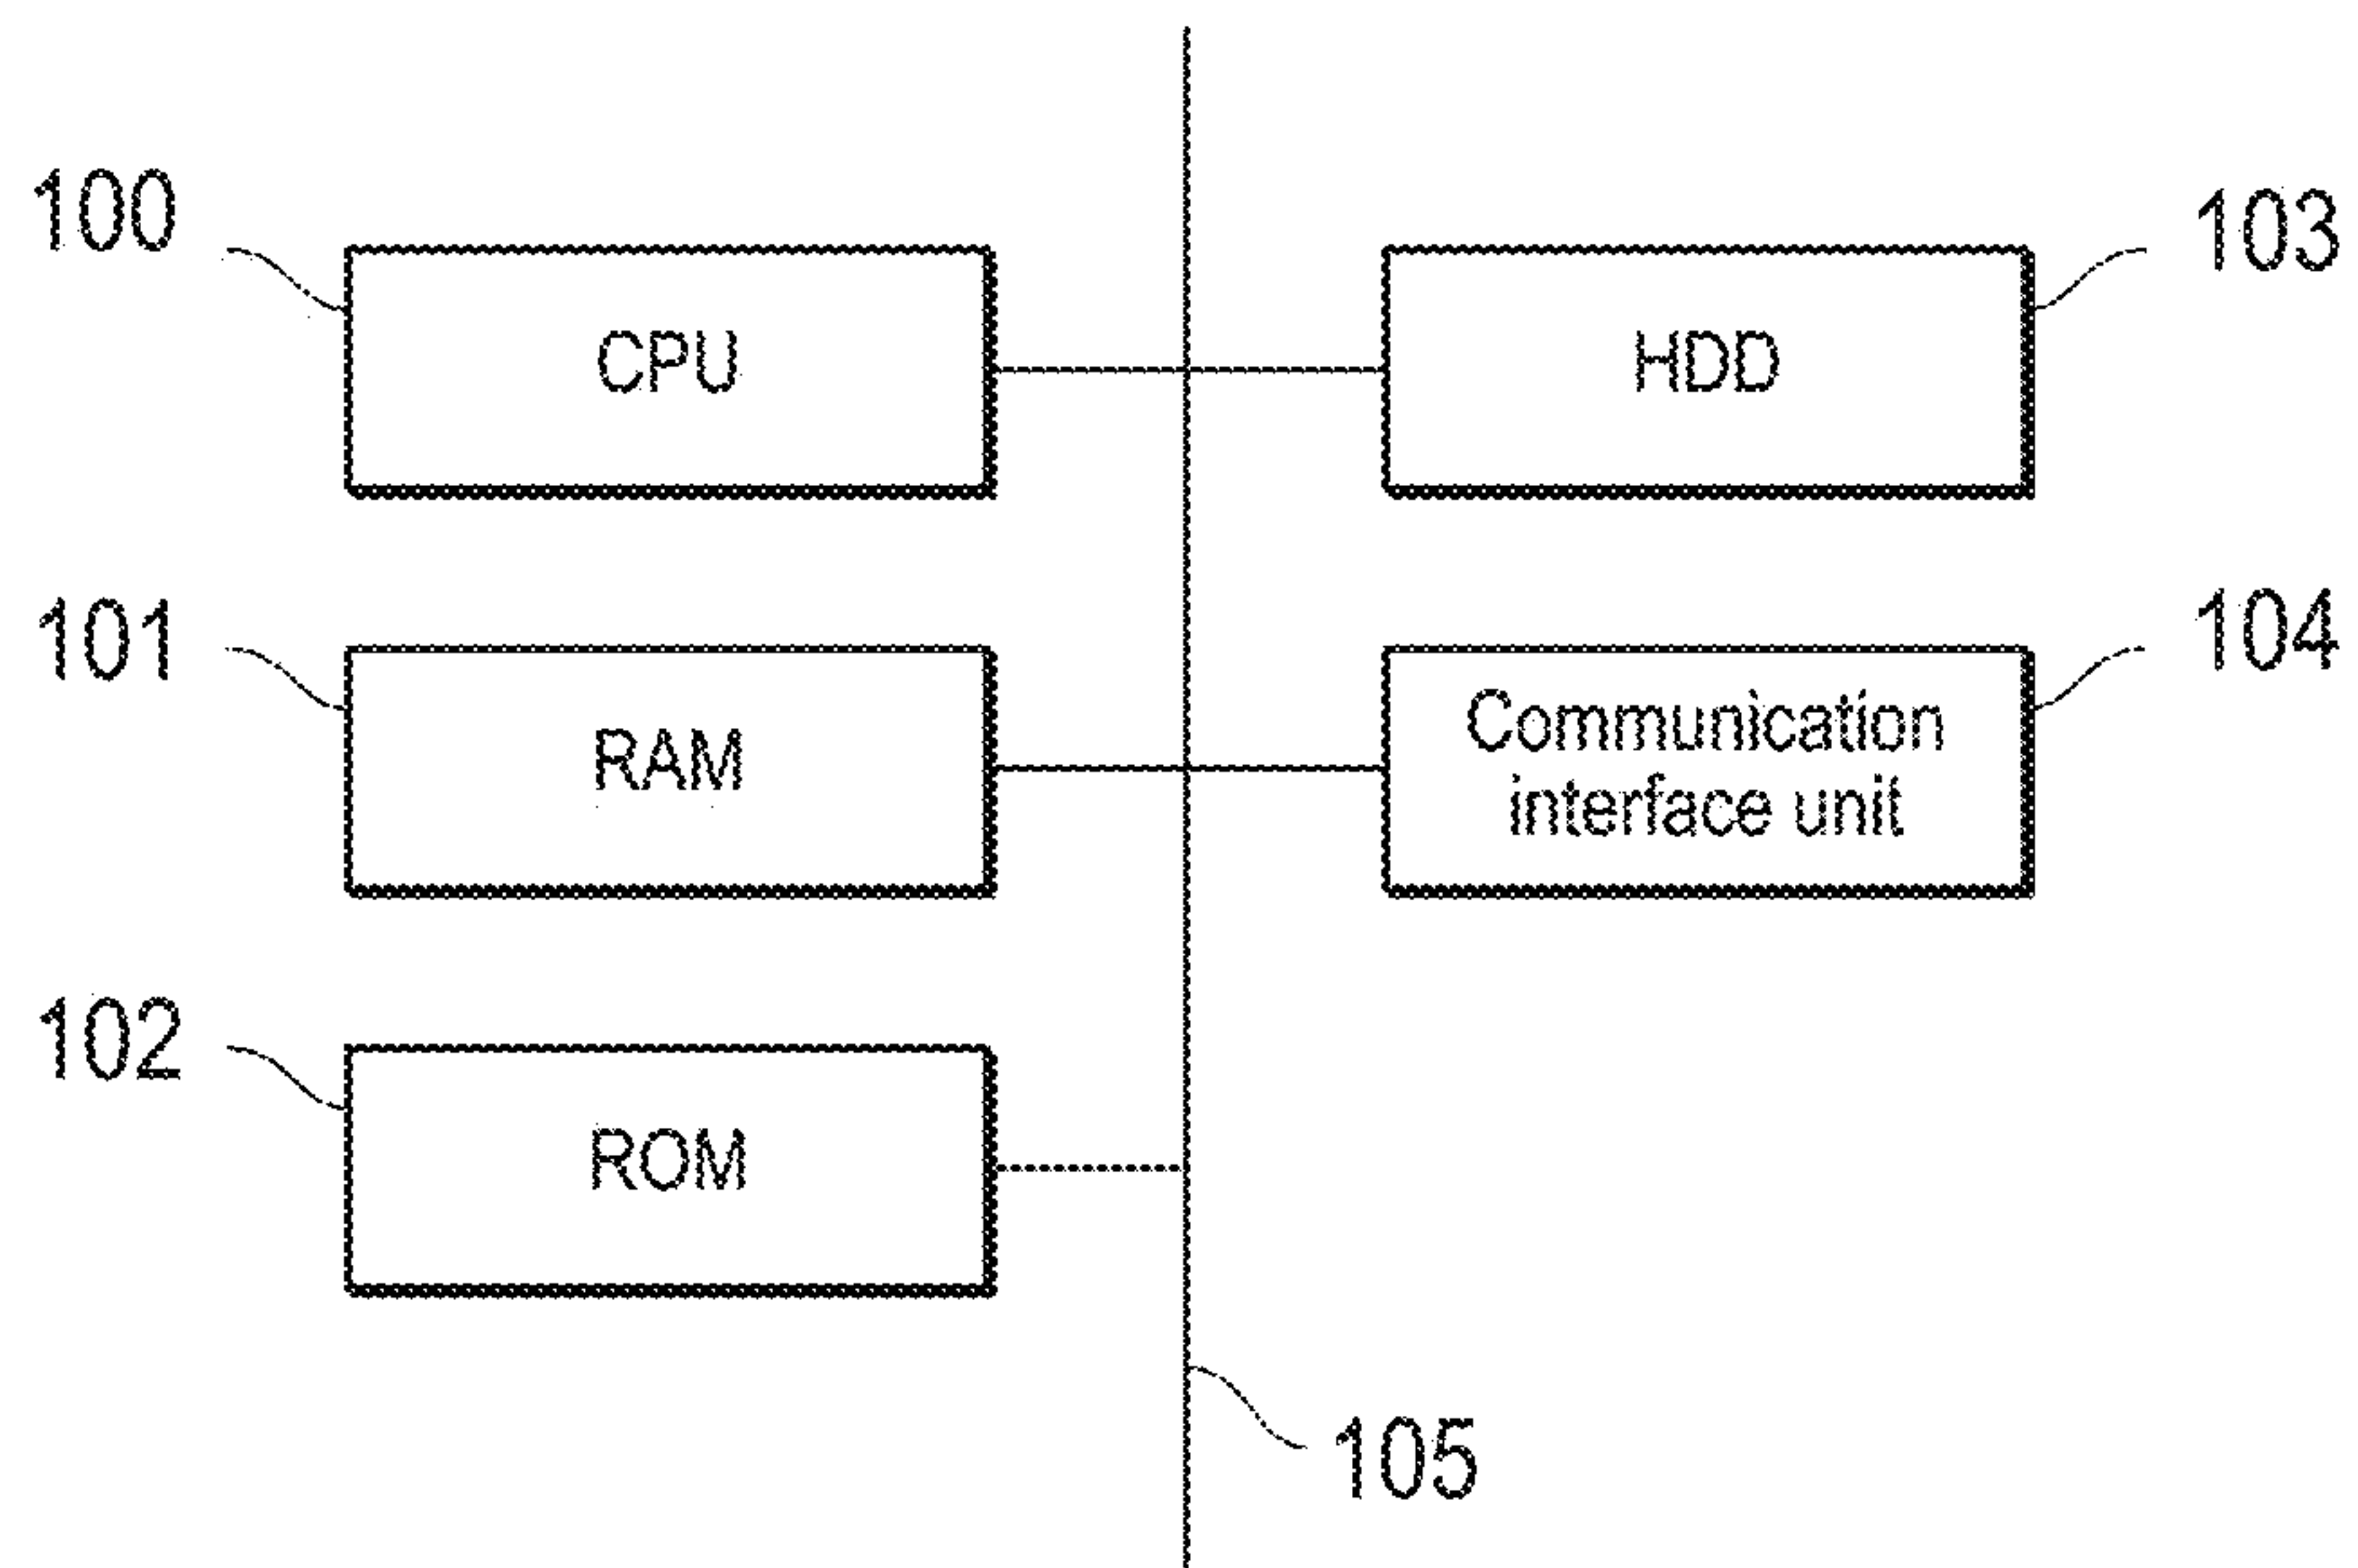 100
CPU
HDD
103
101
RAM
Communication
interface unit
104
102
ROM
105